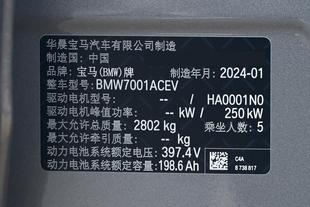 华晨宝马汽车有限公司制造
制造国：中国
品牌：宝马(BMW)牌 制造年月：2024-01
整车型号：BMW7001ACEV
驱动电机型号： -- / HA0001N0
驱动电机峰值功率： -- kW / 250 kW
最大允许总质量： 2802 kg 乘坐人数：5
最大允许牵引质量： -- kg
动力电池系统额定电压：397.4V
动力电池系统额定容量：198.6Ah
C4A
8 738 817